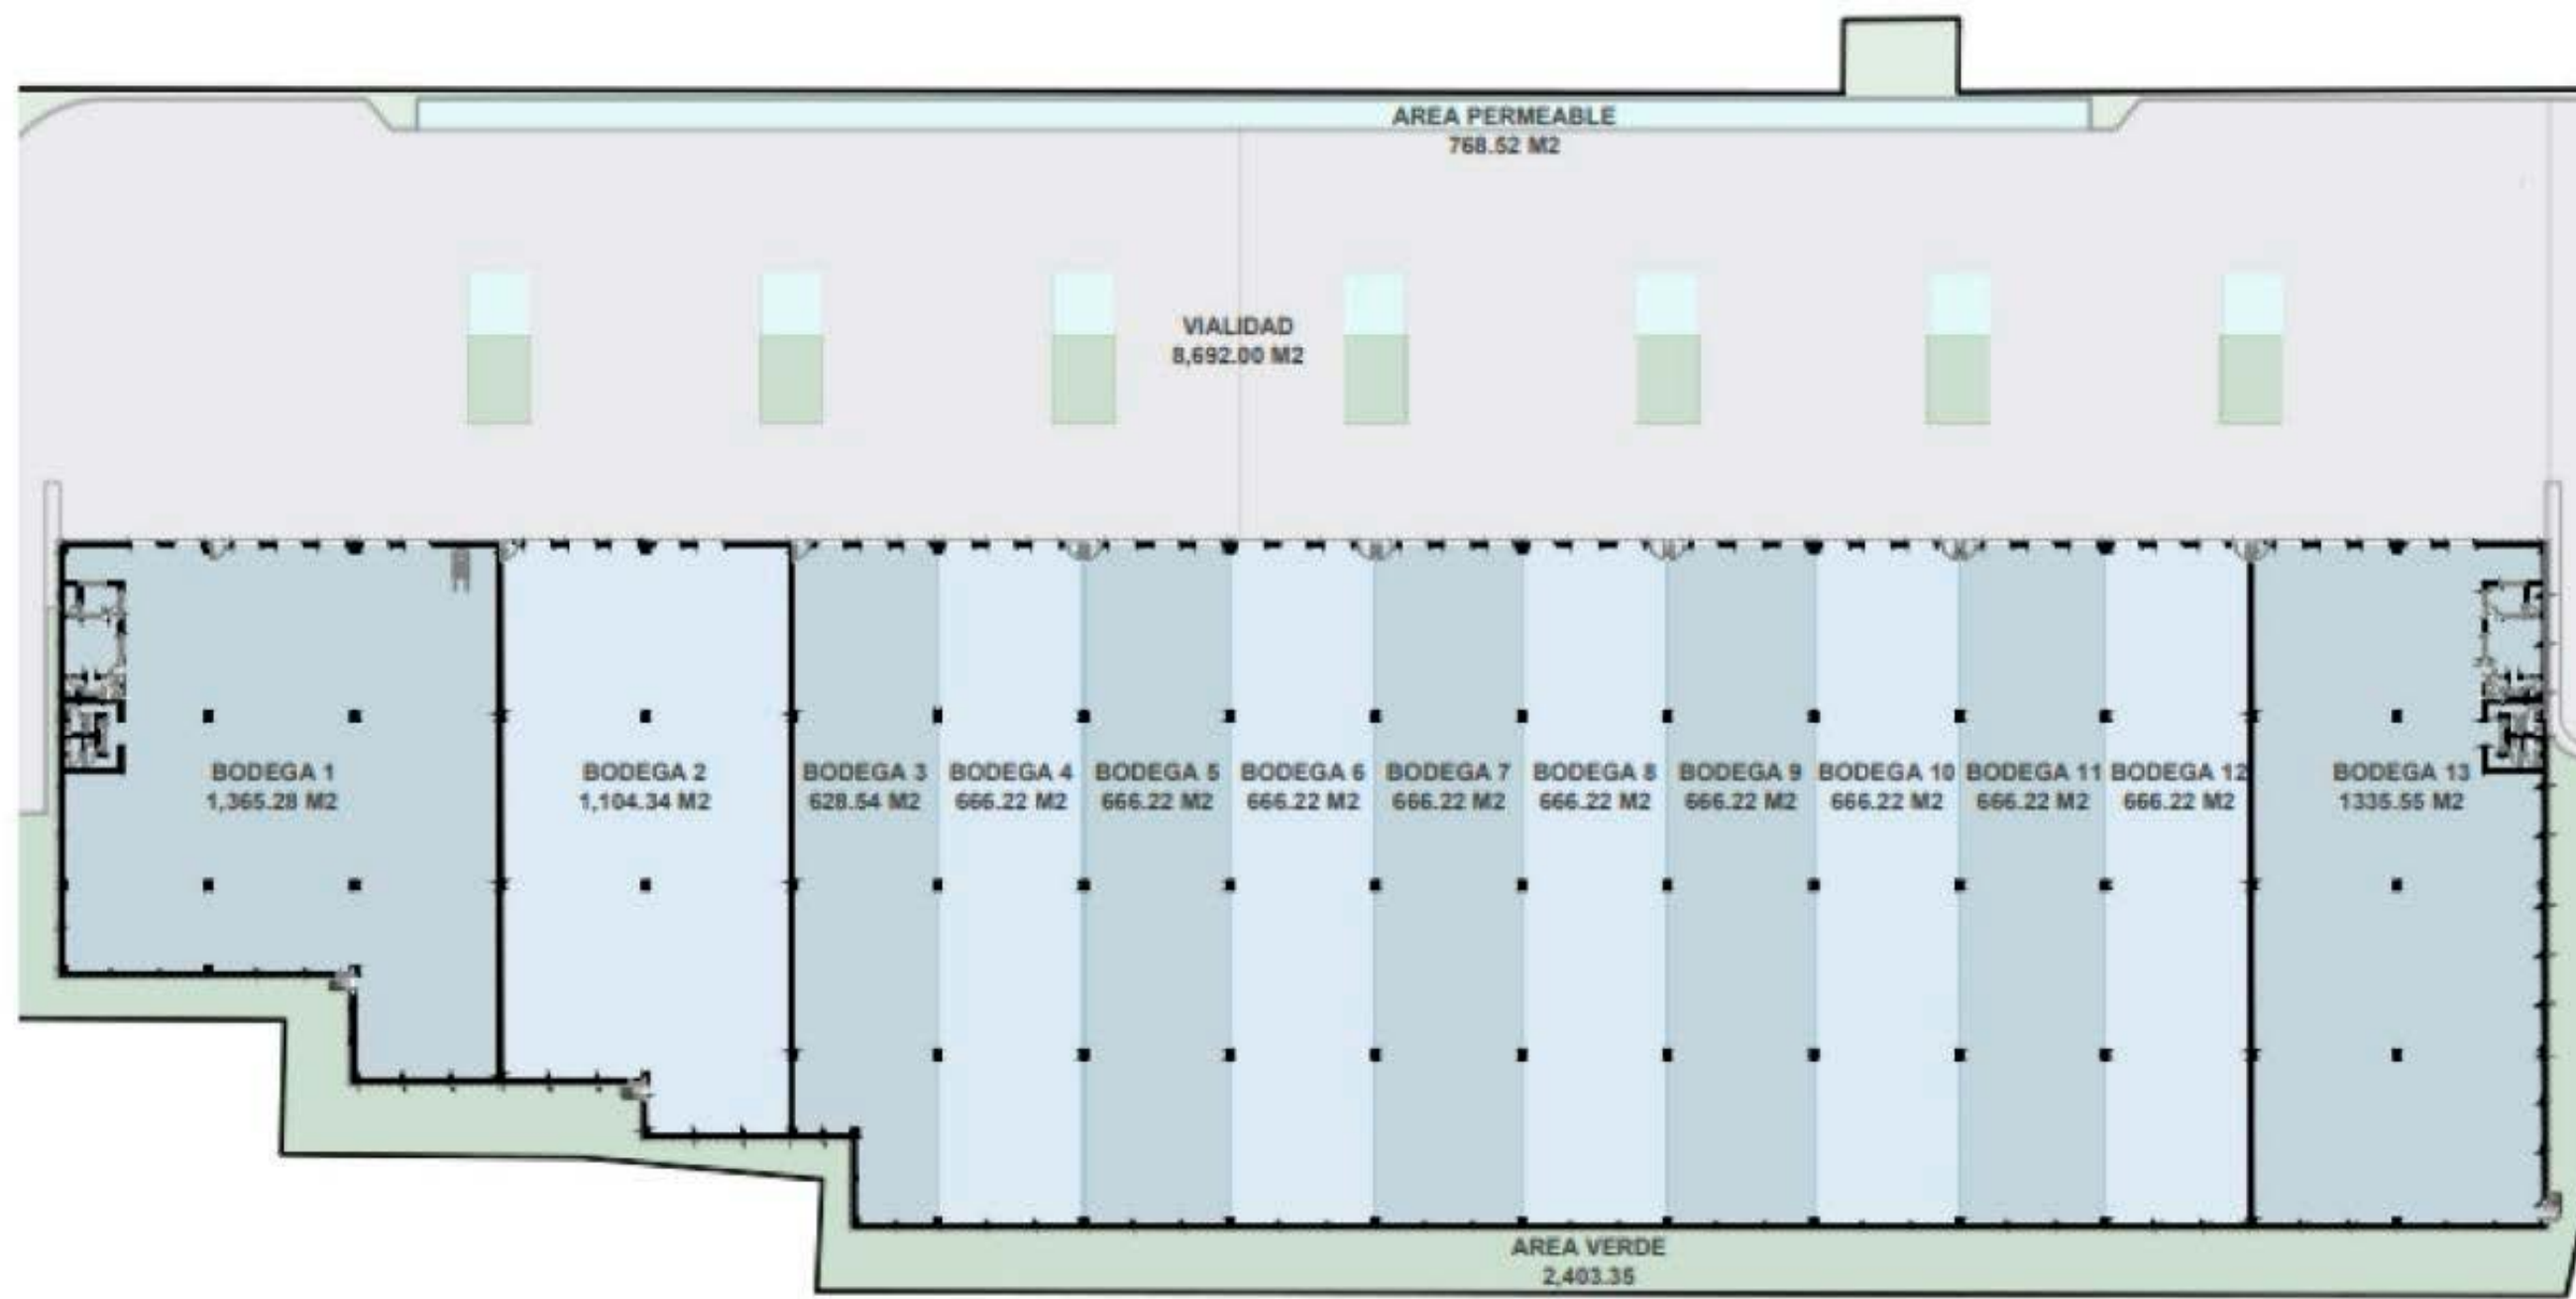 AREA PERMEABLE
768.52 M2
VIALIDAD
8,692.00 M2
BODEGA 1
1,365.28 M2
BODEGA 2
1,104.34 M2
BODEGA 3
628.54 M2
BODEGA 4
666.22 M2
BODEGA 5
666.22 M2
BODEGA 6
666.22 M2
BODEGA 7
666.22 M2
BODEGA 8
666.22 M2
BODEGA 9
666.22 M2
BODEGA 10
666.22 M2
BODEGA 11
666.22 M2
BODEGA 12
666.22 M2
BODEGA 13
1335.55 M2
AREA VERDE
2,403.35